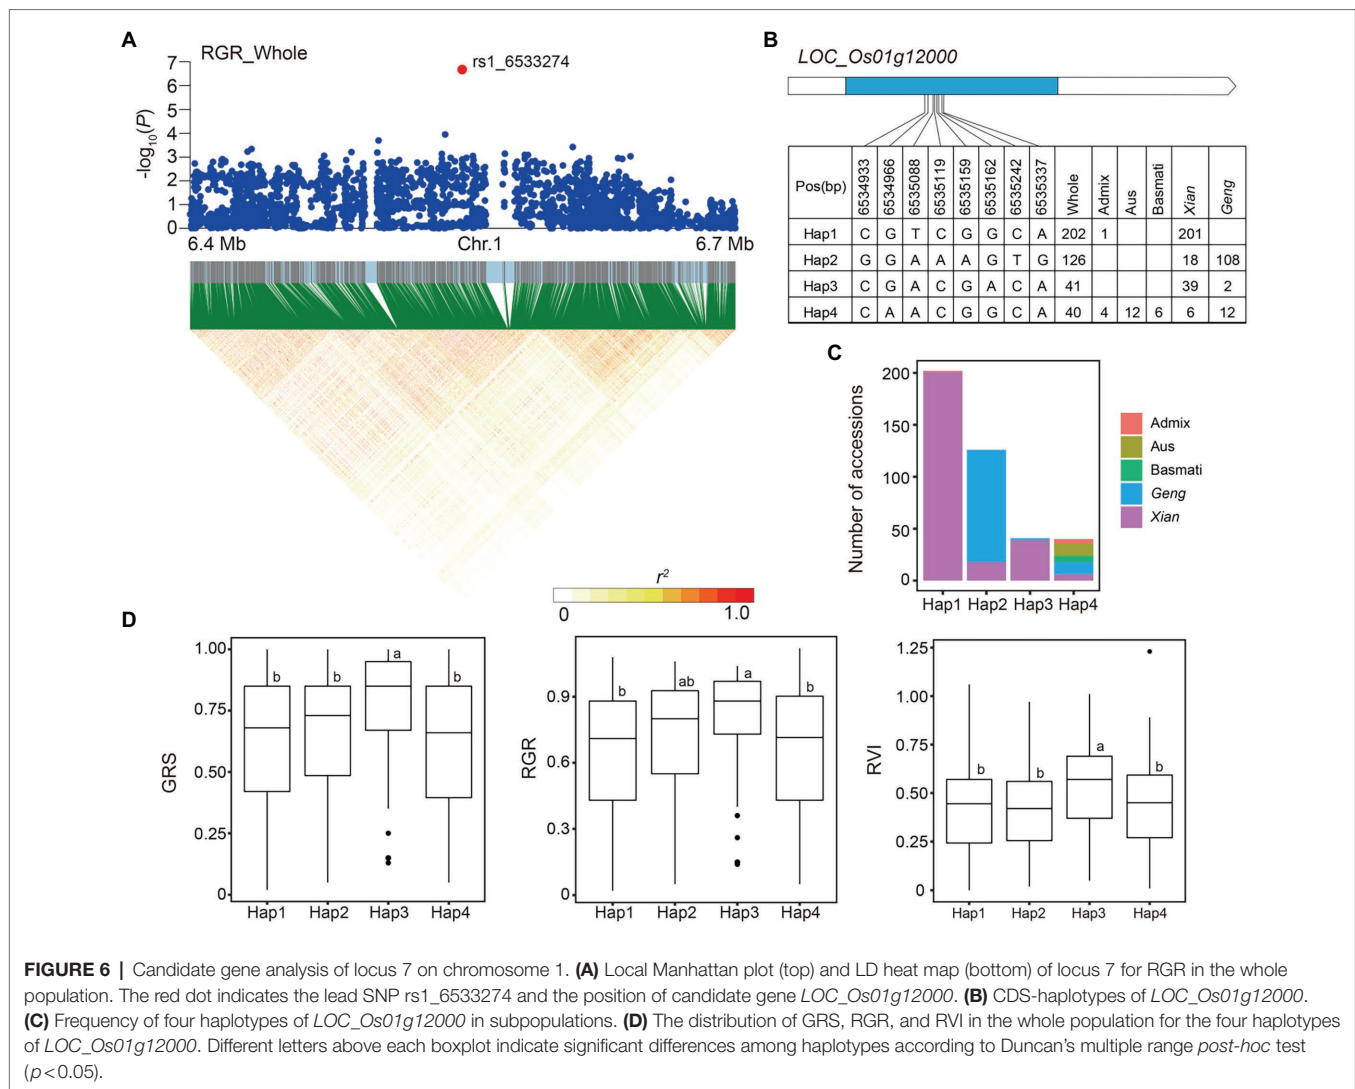 A
RGR_Whole
rs1_6533274
-log10(P)
7
6
5
4
3
2
1
0
6.4 Mb
Chr.1
6.7 Mb
r2
0
1.0
B
LOC_Os01g12000
Pos(bp) 6534933 6534966 6535088 6535119 6535159 6535162 6535242 6535337 Whole Admix Aus Basmati Xian Geng
Hap1 C G T C G G C A 202 1 201
Hap2 G G A A A G T G 126 18 108
Hap3 C G A C G A C A 41 39 2
Hap4 C A A C G G C A 40 4 12 6 6 12
C
Number of accessions
200
150
100
50
0
Hap1 Hap2 Hap3 Hap4
Admix
Aus
Basmati
Geng
Xian
D
GRS
1.00
0.75
0.50
0.25
0
b b a b
Hap1 Hap2 Hap3 Hap4
RGR
0.9
0.6
0.3
0
b ab a b
Hap1 Hap2 Hap3 Hap4
RVI
1.25
1.00
0.75
0.50
0.25
0
b b a b
Hap1 Hap2 Hap3 Hap4
FIGURE 6 | Candidate gene analysis of locus 7 on chromosome 1. (A) Local Manhattan plot (top) and LD heat map (bottom) of locus 7 for RGR in the whole
population. The red dot indicates the lead SNP rs1_6533274 and the position of candidate gene LOC_Os01g12000. (B) CDS-haplotypes of LOC_Os01g12000.
(C) Frequency of four haplotypes of LOC_Os01g12000 in subpopulations. (D) The distribution of GRS, RGR, and RVI in the whole population for the four haplotypes
of LOC_Os01g12000. Different letters above each boxplot indicate significant differences among haplotypes according to Duncan's multiple range post-hoc test
(p<0.05).